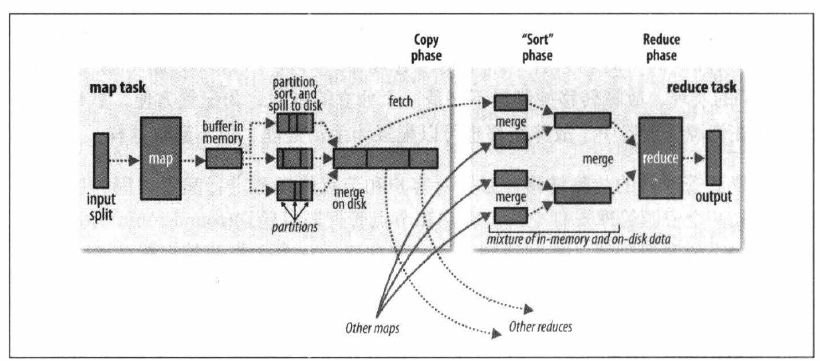 Copy
phase
"Sort"
phase
Reduce
phase
map task
partition,
sort, and
spill to disk
fetch
reduce task
buffer in
memory
map
merge
merge
reduce
input
split
merge
on disk
merge
output
partitions
mixture of in-memory and on-disk data
Other maps
Other reduces